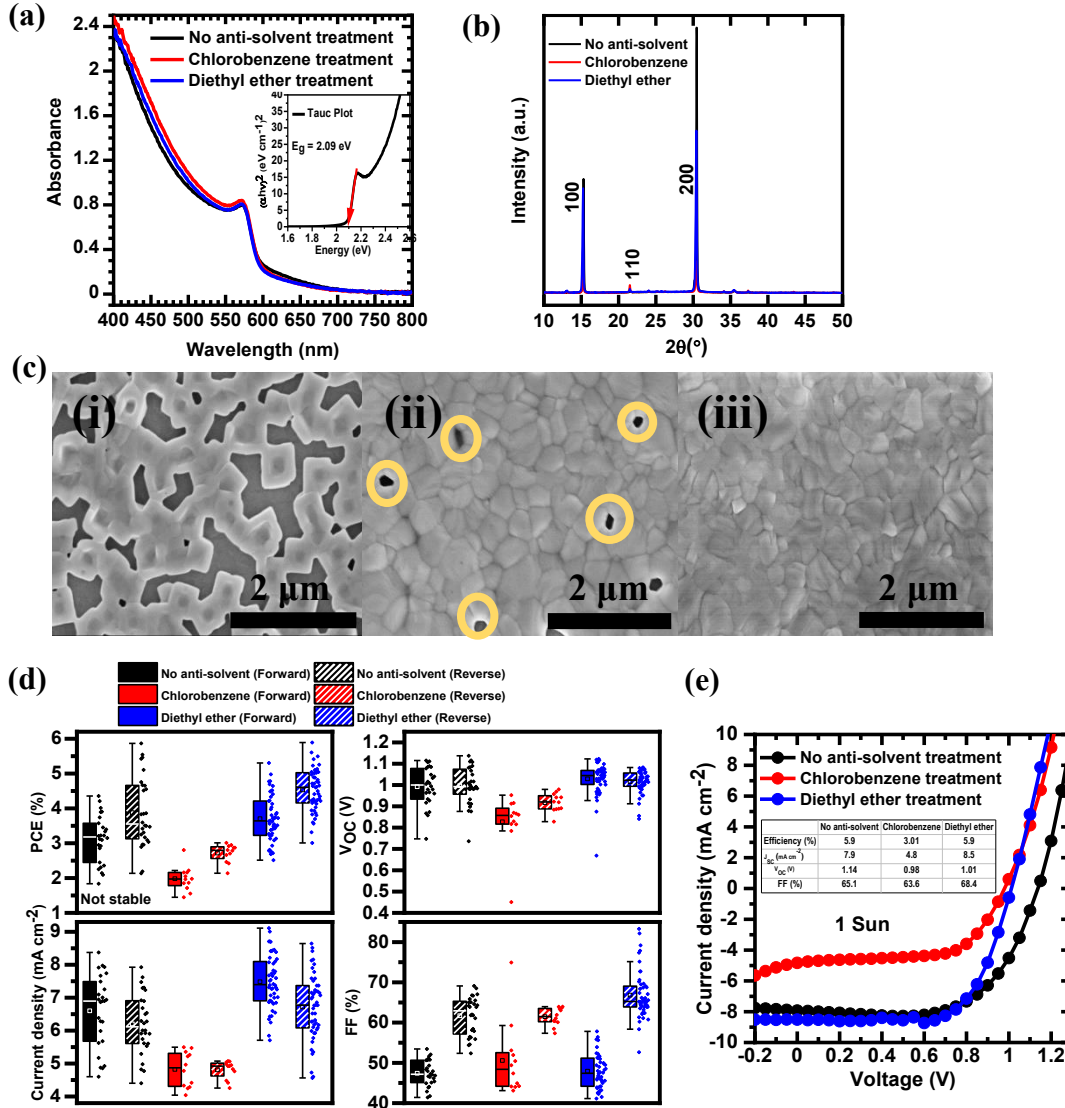 (a)
2.4
2
1.6
1.2
0.8
0.4
0
Absorbance
No anti-solvent treatment
Chlorobenzene treatment
Diethyl ether treatment
40
35
30
25
20
15
10
5
0
(αhν)2 (eV cm⁻¹)2
Tauc Plot
Eg = 2.09 eV
1.6 1.8 2.0 2.2 2.4 2.6
Energy (eV)
400 450 500 550 600 650 700 750 800
Wavelength (nm)
(b)
Intensity (a.u.)
No anti-solvent
Chlorobenzene
Diethyl ether
100
110
200
10 15 20 25 30 35 40 45 50
2θ(°)
(c)
(i)
2 µm
(ii)
2 µm
(iii)
2 µm
(d)
No anti-solvent (Forward)
No anti-solvent (Reverse)
Chlorobenzene (Forward)
Chlorobenzene (Reverse)
Diethyl ether (Forward)
Diethyl ether (Reverse)
6
5
4
3
2
1
PCE (%)
Not stable
1.2
1.1
1.0
0.9
0.8
0.7
0.6
0.5
0.4
VOC (V)
9
8
7
6
5
4
Current density (mA cm⁻²)
80
70
60
50
40
FF (%)
(e)
10
8
6
4
2
0
-2
-4
-6
-8
-10
Current density (mA cm⁻²)
No anti-solvent treatment
Chlorobenzene treatment
Diethyl ether treatment
No anti-solvent Chlorobenzene Diethyl ether
Efficiency (%) 5.9 3.01 5.9
JSC (mA cm⁻²) 7.9 4.8 8.5
VOC (V) 1.14 0.98 1.01
FF (%) 65.1 63.6 68.4
1 Sun
-0.2 0 0.2 0.4 0.6 0.8 1 1.2
Voltage (V)